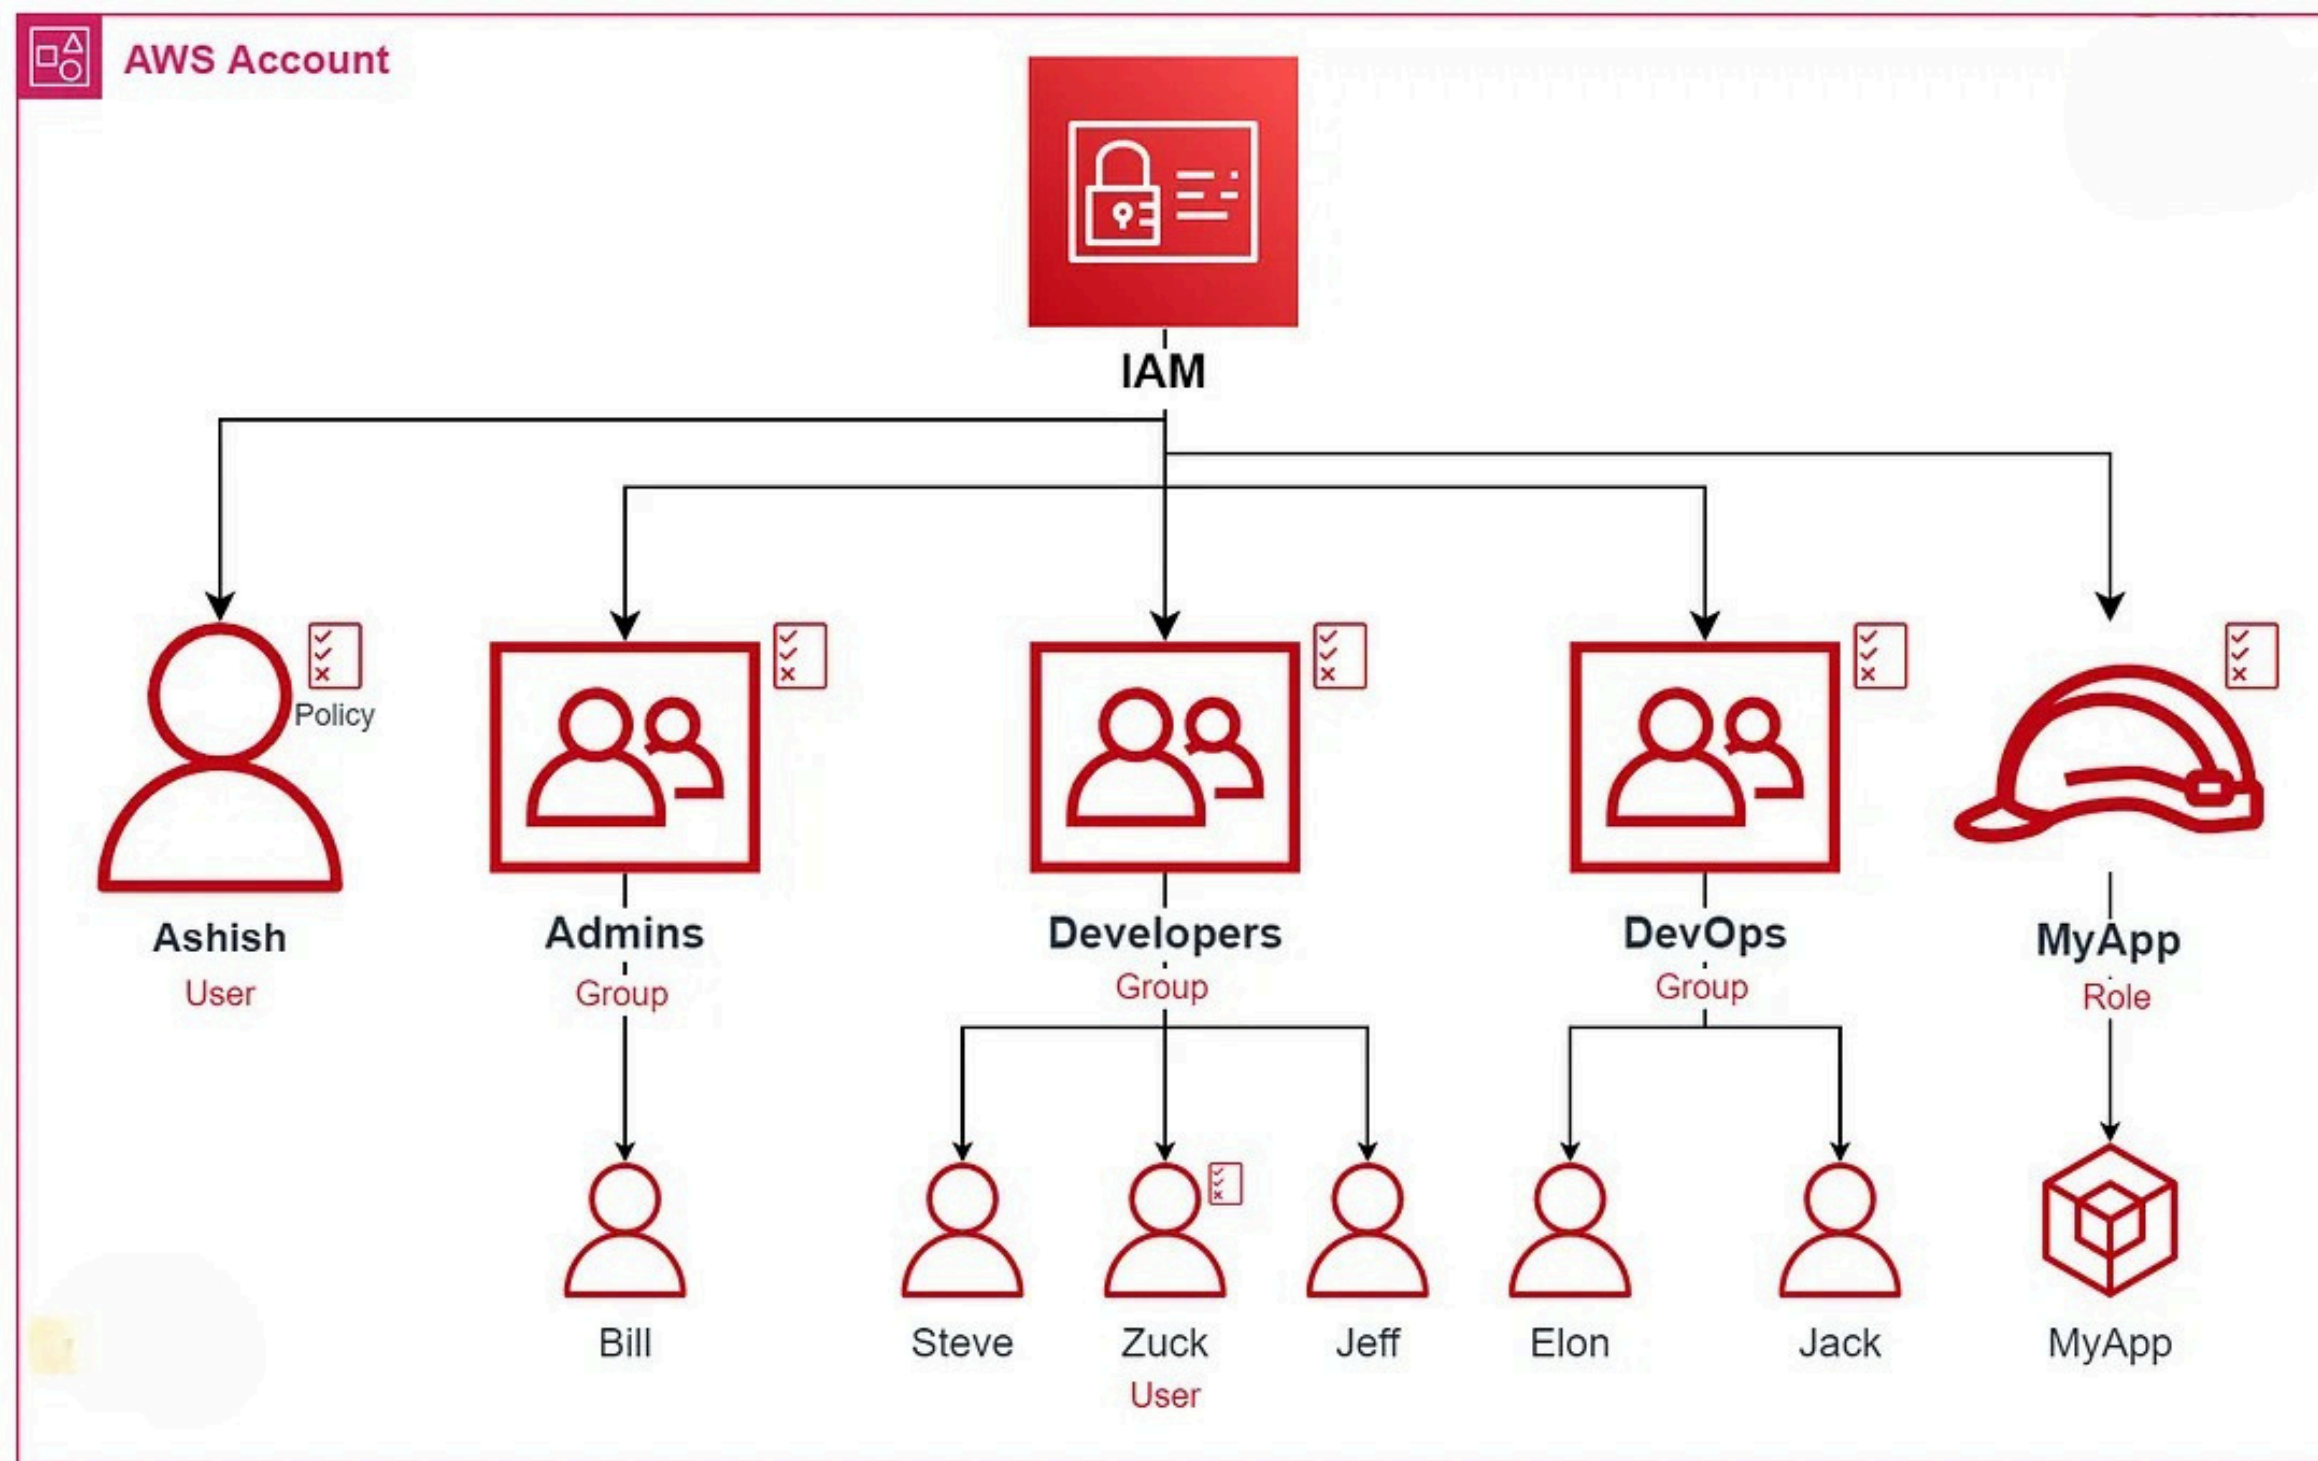 AWS Account
IAM
Policy
Ashish
User
Admins
Group
Developers
Group
DevOps
Group
MyApp
Role
Bill
Steve
Zuck
User
Jeff
Elon
Jack
MyApp